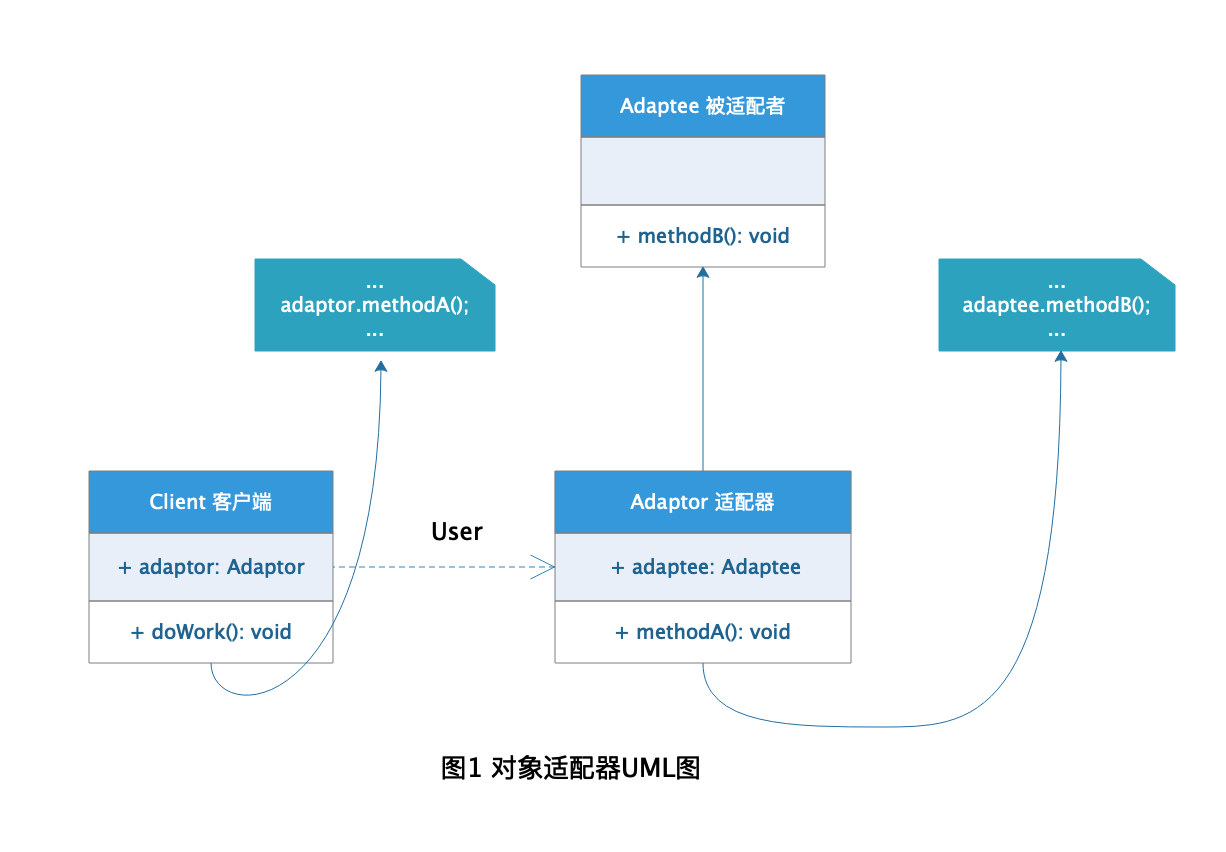 Adaptee 被适配者
+ methodB(): void
...
adaptor.methodA();
...
...
adaptee.methodB();
...
Client 客户端
+ adaptor: Adaptor
+ doWork(): void
User
Adaptor 适配器
+ adaptee: Adaptee
+ methodA(): void
图1 对象适配器UML图